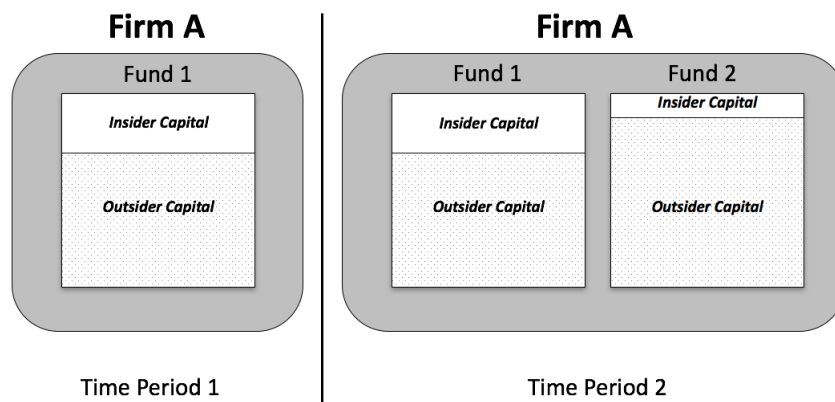 Firm A
Fund 1
Insider Capital
Outsider Capital
Time Period 1
Firm A
Fund 1
Fund 2
Insider Capital
Insider Capital
Outsider Capital
Outsider Capital
Time Period 2